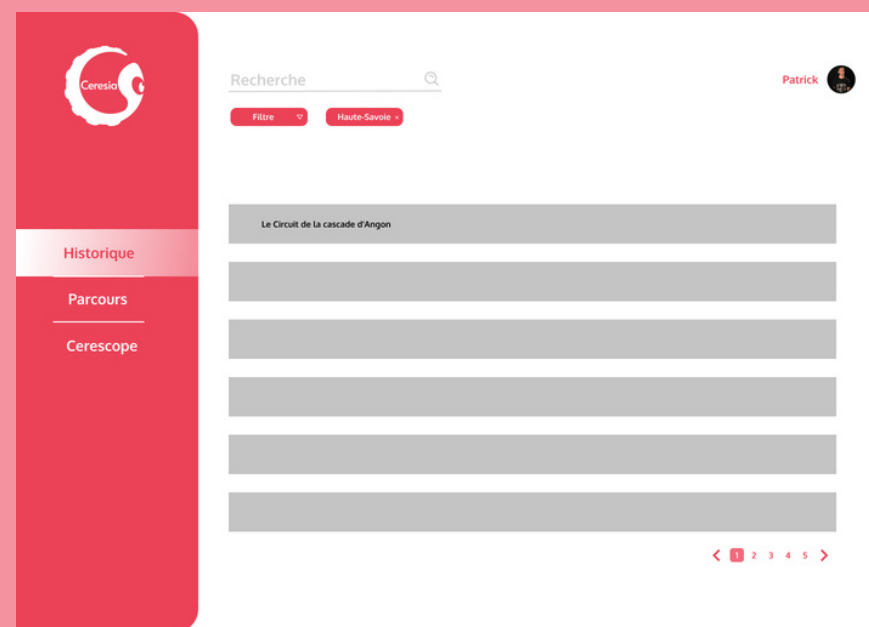 Ceresia
Recherche
Patrick
Filtre
Haute-Savoie ×
Historique
Parcours
Cerescope
Le Circuit de la cascade d'Angon
1 2 3 4 5